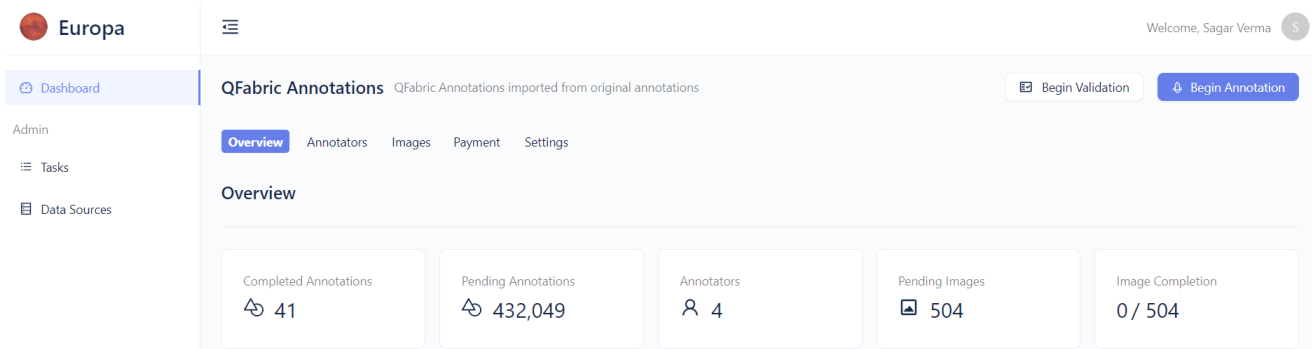 Europa
Welcome, Sagar Verma S
Dashboard
Admin
Tasks
Data Sources
QFabric Annotations QFabric Annotations imported from original annotations
Begin Validation
Begin Annotation
Overview Annotators Images Payment Settings
Overview
Completed Annotations
41
Pending Annotations
432,049
Annotators
4
Pending Images
504
Image Completion
0 / 504